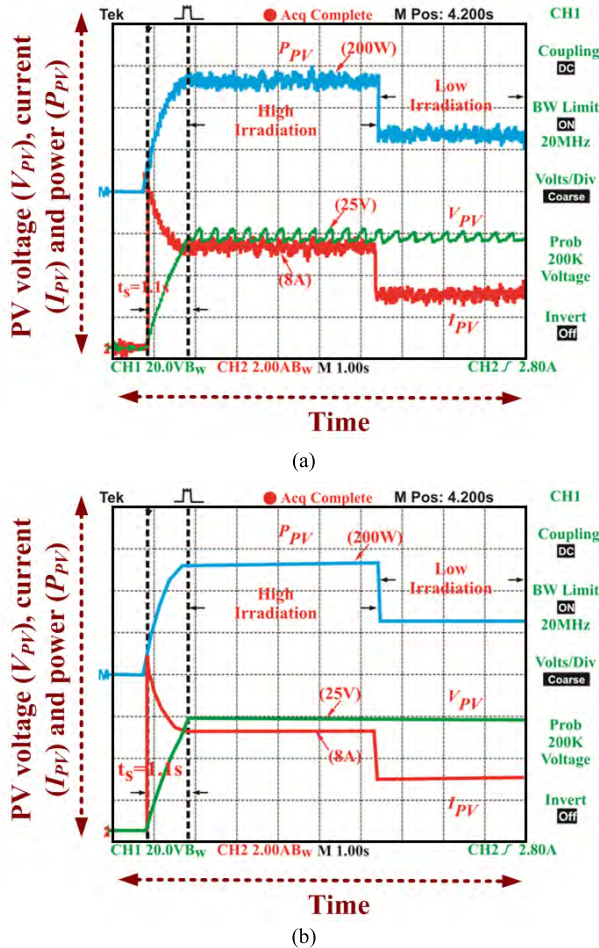 Tek
Acq Complete
M Pos: 4.200s
CH1
PV voltage (V_PV), current
(I_PV) and power (P_PV)
P_PV
(200W)
Coupling
DC
Low
Irradiation
High
Irradiation
BW Limit
ON
20MHz
M
Volts/Div
Coarse
(25V)
V_PV
Prob
200K
Voltage
(8A)
t_s=1.1s
I_PV
Invert
Off
2
CH1 20.0VBw
CH2 2.00ABw
M 1.00s
CH2 ∫ 2.80A
Time
(a)
Tek
Acq Complete
M Pos: 4.200s
CH1
PV voltage (V_PV), current
(I_PV) and power (P_PV)
P_PV
(200W)
Coupling
DC
Low
Irradiation
High
Irradiation
BW Limit
ON
20MHz
M
Volts/Div
Coarse
(25V)
V_PV
Prob
200K
Voltage
(8A)
t_s=1.1s
I_PV
Invert
Off
2
CH1 20.0VBw
CH2 2.00ABw
M 1.00s
CH2 ∫ 2.80A
Time
(b)